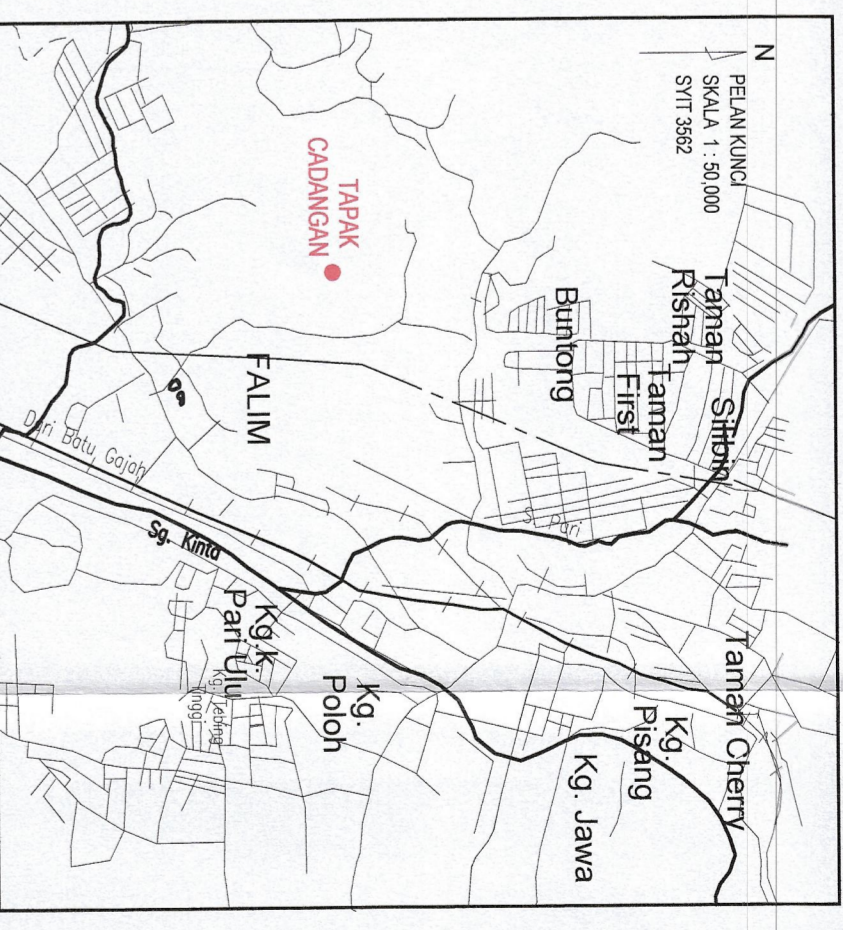 N
PELAN KUNCI
SKALA 1 : 50,000
SYIT 3562
TAPAK
CADANGAN
Taman
Rishah
Silibin
Taman
First
Buntong
FALIM
Dari Batu Gajah
Sg. Kinta
S. Pari
Taman Cherry
Kg.
Pisang
Kg. Jawa
Kg.
Poloh
Kg.k.
Pari Ulu
Kg. Tebing
Tinggi